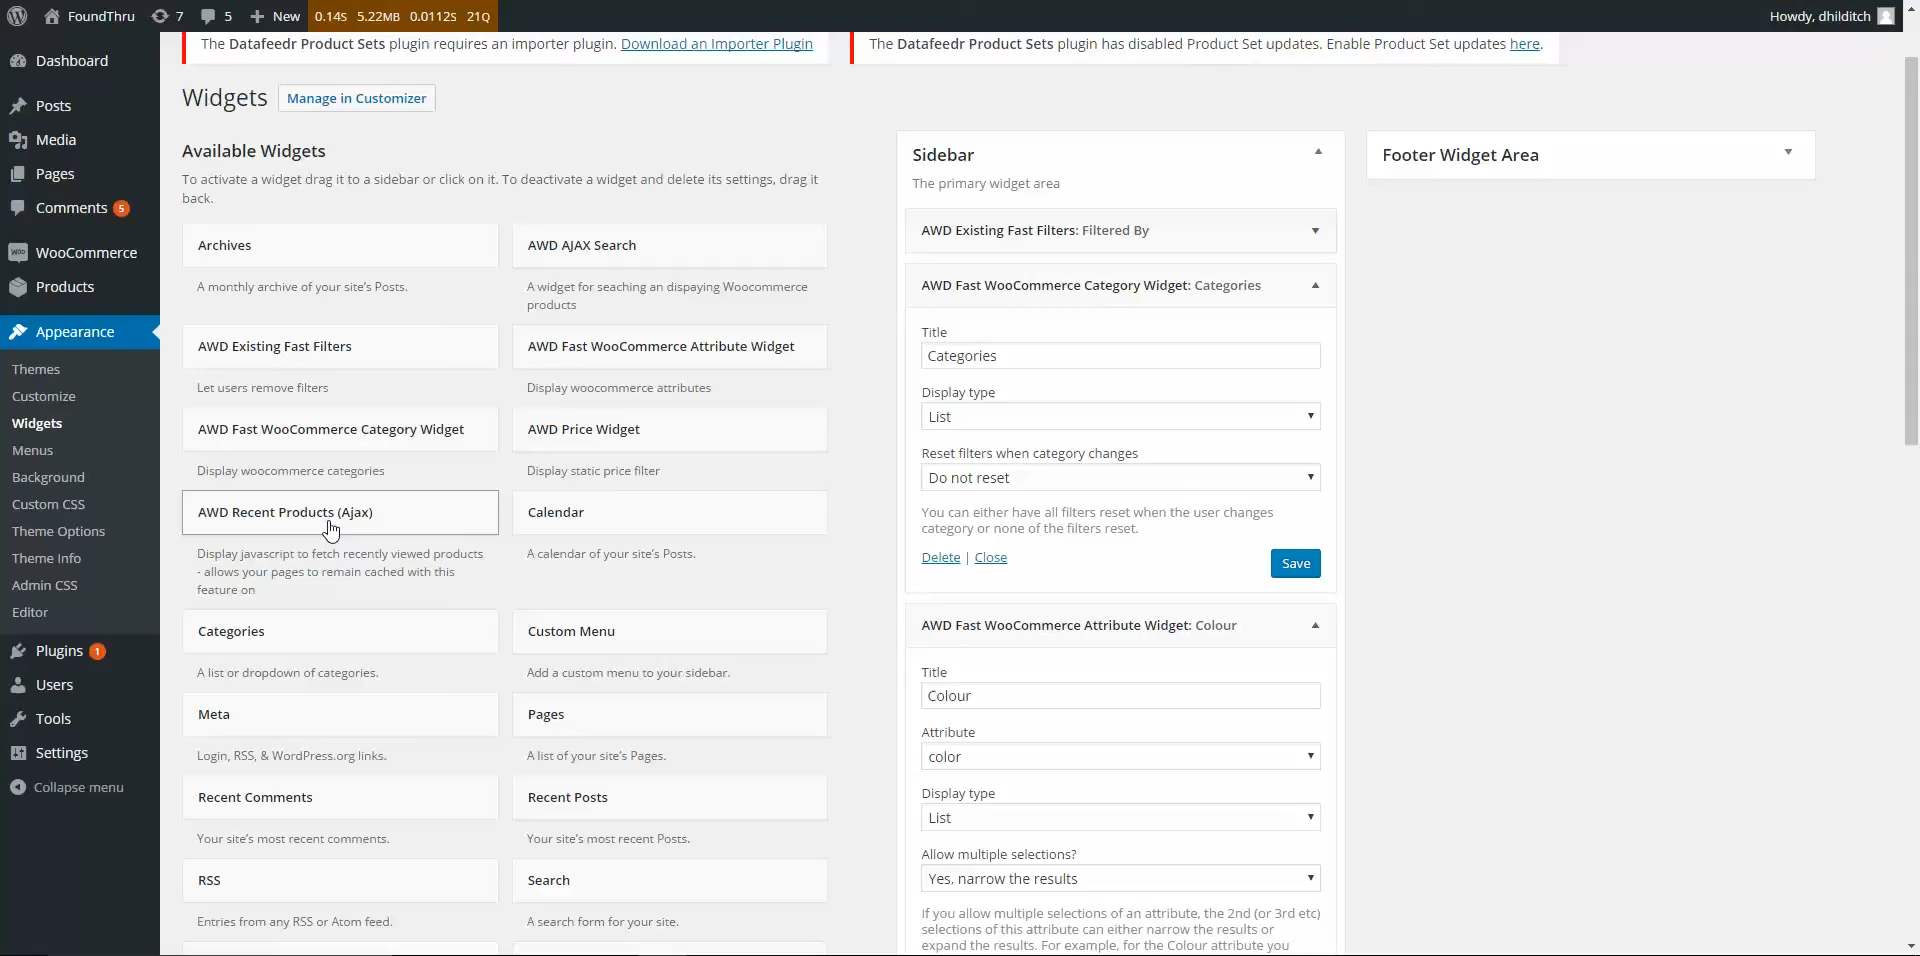 FoundThru 7 5 New 0.14S 5.22MB 0.0112S 21Q Howdy, dhilditch
The Datafeedr Product Sets plugin requires an importer plugin. Download an Importer Plugin
The Datafeedr Product Sets plugin has disabled Product Set updates. Enable Product Set updates here.
Dashboard
Posts
Media
Pages
Comments 5
WooCommerce
Products
Appearance
Themes
Customize
Widgets
Menus
Background
Custom CSS
Theme Options
Theme Info
Admin CSS
Editor
Plugins 1
Users
Tools
Settings
Collapse menu
Widgets Manage in Customizer
Available Widgets
To activate a widget drag it to a sidebar or click on it. To deactivate a widget and delete its settings, drag it
back.
Archives
A monthly archive of your site's Posts.
AWD AJAX Search
A widget for seaching an dispaying Woocommerce
products
AWD Existing Fast Filters
Let users remove filters
AWD Fast WooCommerce Attribute Widget
Display woocommerce attributes
AWD Fast WooCommerce Category Widget
Display woocommerce categories
AWD Price Widget
Display static price filter
AWD Recent Products (Ajax)
Display javascript to fetch recently viewed products
- allows your pages to remain cached with this
feature on
Calendar
A calendar of your site's Posts.
Categories
A list or dropdown of categories.
Custom Menu
Add a custom menu to your sidebar.
Meta
Login, RSS, & WordPress.org links.
Pages
A list of your site's Pages.
Recent Comments
Your site's most recent comments.
Recent Posts
Your site's most recent Posts.
RSS
Entries from any RSS or Atom feed.
Search
A search form for your site.
Sidebar
The primary widget area
AWD Existing Fast Filters: Filtered By
AWD Fast WooCommerce Category Widget: Categories
Title
Categories
Display type
List
Reset filters when category changes
Do not reset
You can either have all filters reset when the user changes
category or none of the filters reset.
Delete | Close Save
AWD Fast WooCommerce Attribute Widget: Colour
Title
Colour
Attribute
color
Display type
List
Allow multiple selections?
Yes, narrow the results
If you allow multiple selections of an attribute, the 2nd (or 3rd etc)
selections of this attribute can either narrow the results or
expand the results. For example, for the Colour attribute you
Footer Widget Area